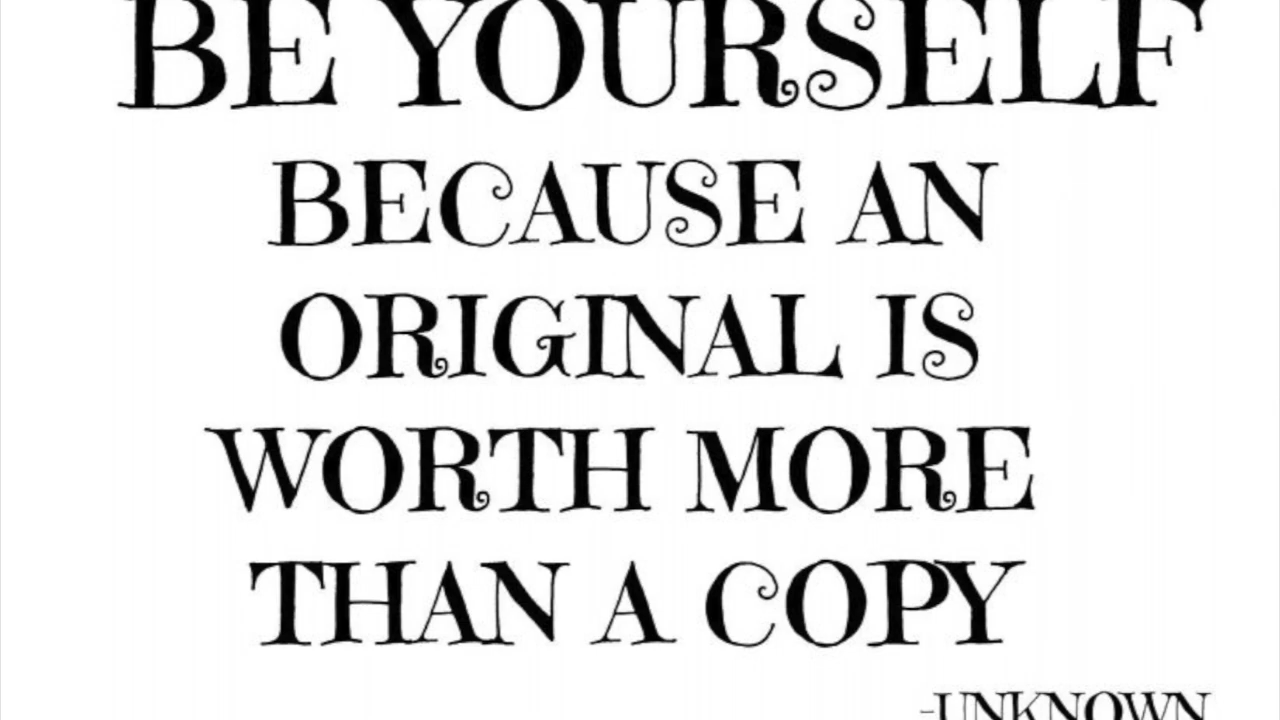 BE YOURSELF
BECAUSE AN
ORIGINAL IS
WORTH MORE
THAN A COPY
-UNKNOWN